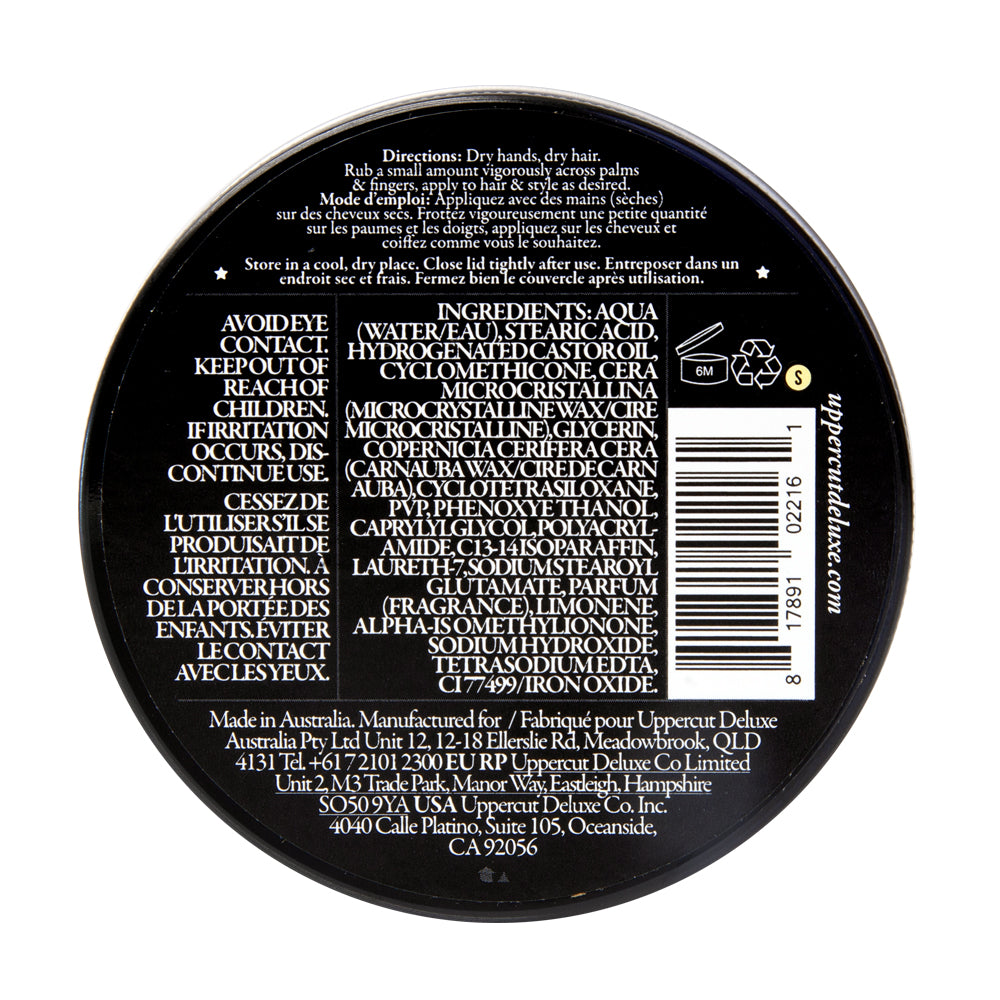 Directions: Dry hands, dry hair.
Rub a small amount vigorously across palms
& fingers, apply to hair & style as desired.
Mode d'emploi: Appliquez avec des mains (sèches)
sur des cheveux secs. Frottez vigoureusement une petite quantité
sur les paumes et les doigts, appliquez sur les cheveux et
coiffez comme vous le souhaitez.
Store in a cool, dry place. Close lid tightly after use. Entreposer dans un
endroit sec et frais. Fermez bien le couvercle après utilisation.
AVOID EYE
CONTACT.
KEEP OUT OF
REACH OF
CHILDREN.
IF IRRITATION
OCCURS, DIS-
CONTINUE USE.
CESSEZ DE
L'UTILISER S'IL SE
PRODUISAIT DE
L'IRRITATION. À
CONSERVER HORS
DE LA PORTÉE DES
ENFANTS. ÉVITER
LE CONTACT
AVEC LES YEUX.
INGREDIENTS: AQUA
(WATER/EAU), STEARIC ACID,
HYDROGENATED CASTOR OIL,
CYCLOMETHICONE, CERA
MICROCRISTALLINA
(MICROCRYSTALLINE WAX/CIRE
MICROCRISTALLINE), GLYCERIN,
COPERNICIA CERIFERA CERA
(CARNAUBA WAX/CIRE DE CARN
AUBA), CYCLOTETRASILOXANE,
PVP, PHENOXYETHANOL,
CAPRYLYL GLYCOL, POLYACRYL-
AMIDE, C13-14 ISOPARAFFIN,
LAURETH-7, SODIUM STEAROYL
GLUTAMATE, PARFUM
(FRAGRANCE), LIMONENE,
ALPHA-ISOMETHYL IONONE,
SODIUM HYDROXIDE,
TETRASODIUM EDTA,
CI 77499/IRON OXIDE.
6M
S
8 17891 02216 1
uppercutdeluxe.com
Made in Australia. Manufactured for / Fabriqué pour Uppercut Deluxe
Australia Pty Ltd Unit 12, 12-18 Ellerslie Rd, Meadowbrook, QLD
4131 Tel. +61 7 2101 2300 EU RP Uppercut Deluxe Co Limited
Unit 2, M3 Trade Park, Manor Way, Eastleigh, Hampshire
SO50 9YA USA Uppercut Deluxe Co. Inc.
4040 Calle Platino, Suite 105, Oceanside,
CA 92056